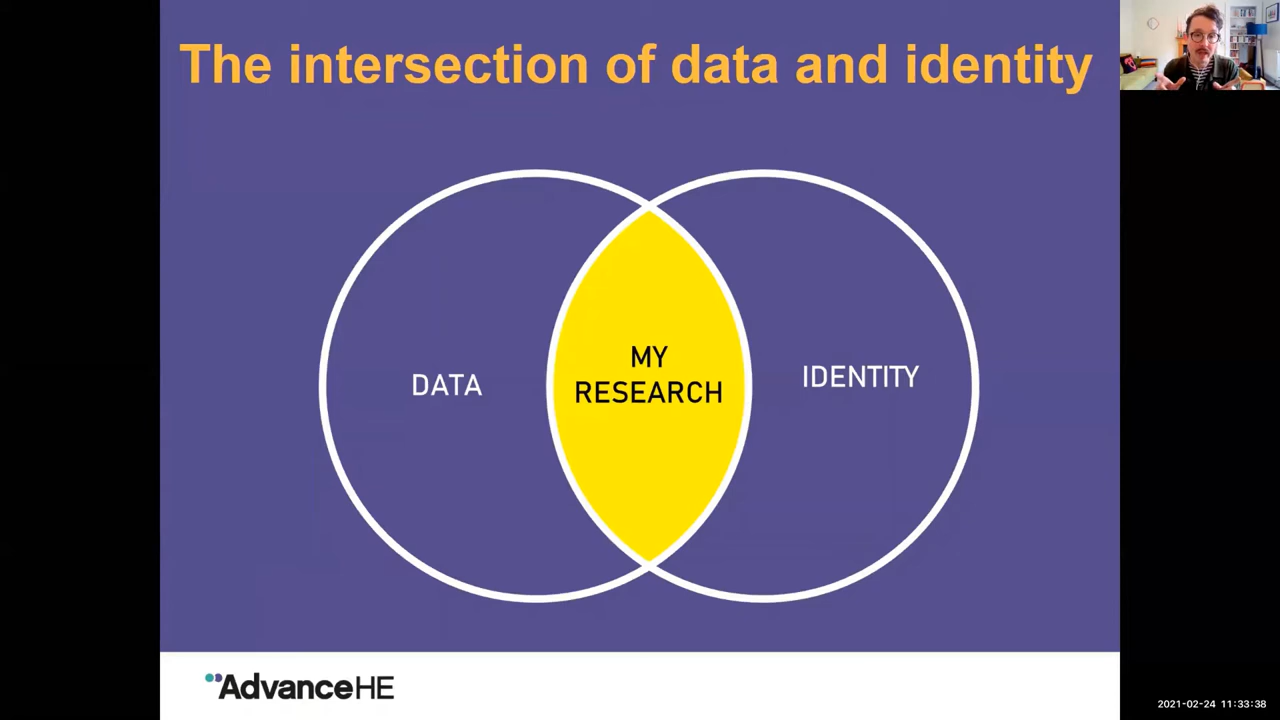 The intersection of data and identity
DATA
MY
RESEARCH
IDENTITY
AdvanceHE
2021-02-24 11:33:38